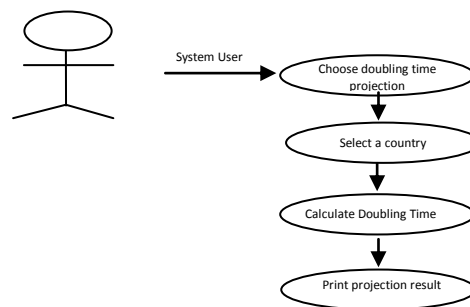 System User
Choose doubling time
projection
Select a country
Calculate Doubling Time
Print projection result